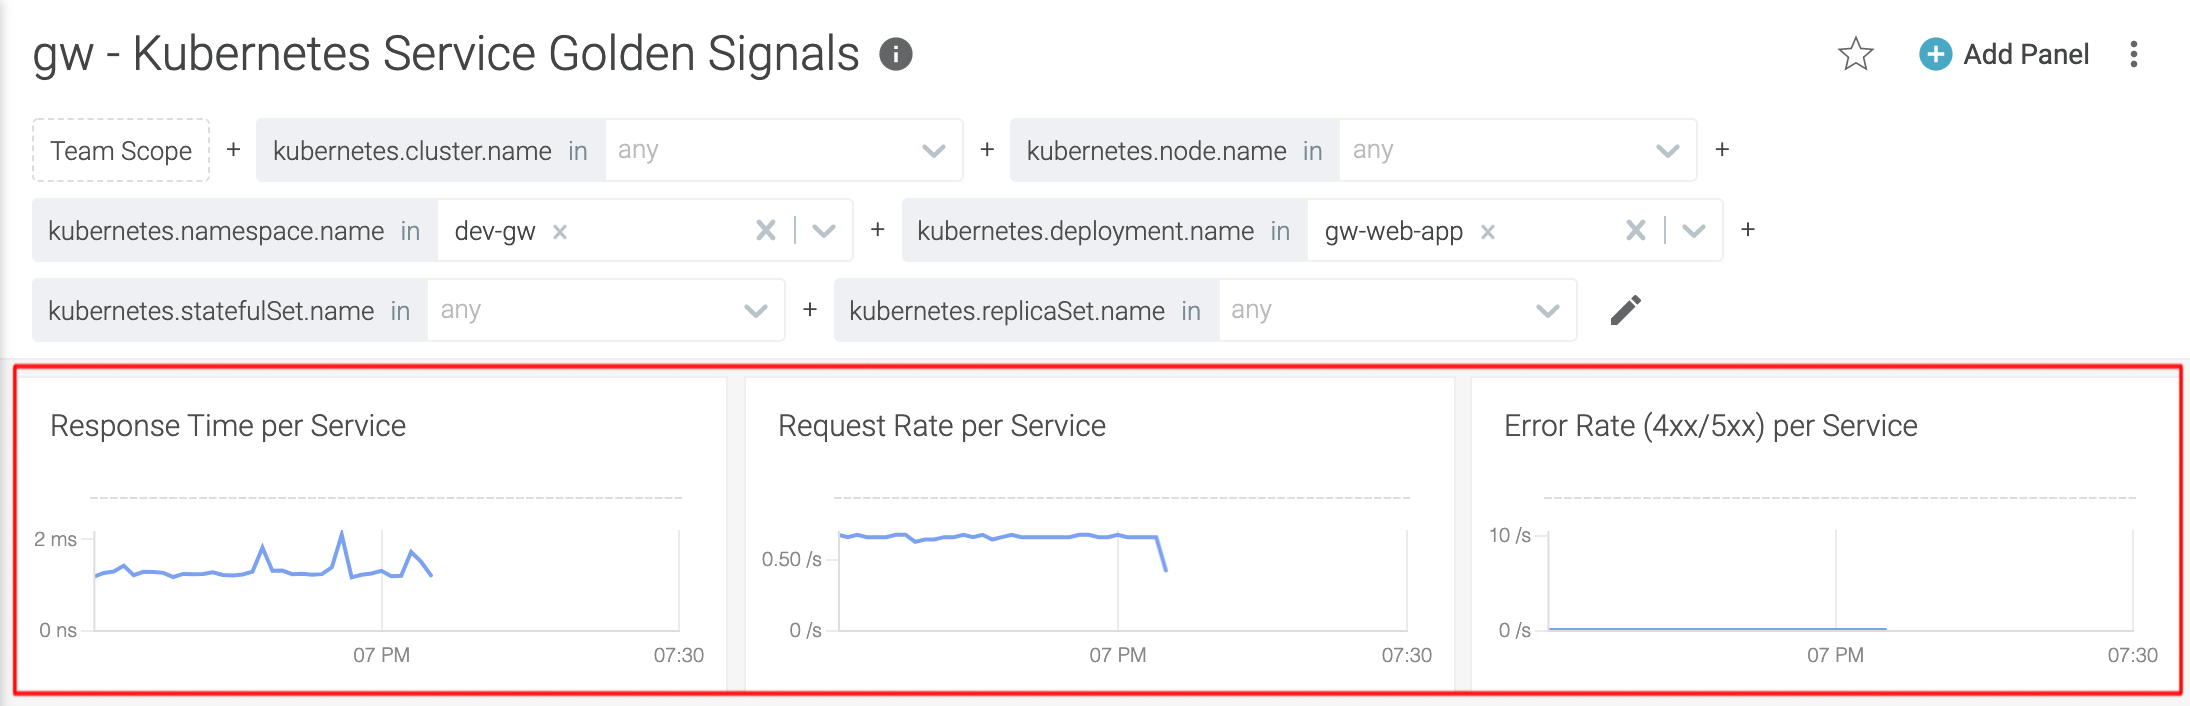 gw - Kubernetes Service Golden Signals i
Add Panel
Team Scope + kubernetes.cluster.name in any + kubernetes.node.name in any +
kubernetes.namespace.name in dev-gw × × + kubernetes.deployment.name in gw-web-app × × +
kubernetes.statefulSet.name in any + kubernetes.replicaSet.name in any
Response Time per Service
2 ms
0 ns
07 PM 07:30
Request Rate per Service
0.50 /s
0 /s
07 PM 07:30
Error Rate (4xx/5xx) per Service
10 /s
0 /s
07 PM 07:30